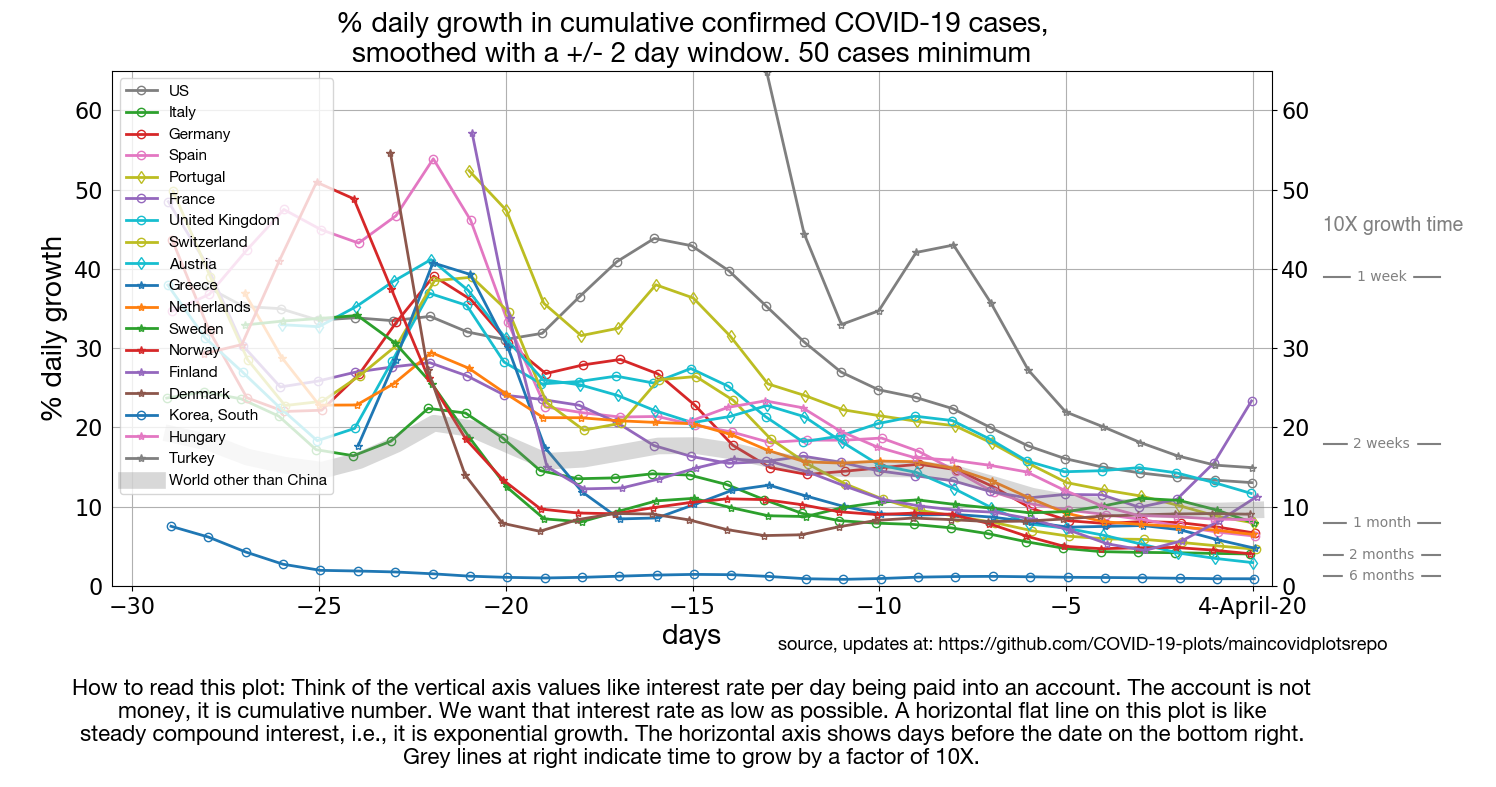 % daily growth in cumulative confirmed COVID-19 cases,
smoothed with a +/- 2 day window. 50 cases minimum
% daily growth
60
50
40
30
20
10
0
US
Italy
Germany
Spain
Portugal
France
United Kingdom
Switzerland
Austria
Greece
Netherlands
Sweden
Norway
Finland
Denmark
Korea, South
Hungary
Turkey
World other than China
60
50
40
30
20
10
0
10X growth time
1 week
2 weeks
1 month
2 months
6 months
−30 −25 −20 −15 −10 −5 4-April-20
days
source, updates at: https://github.com/COVID-19-plots/maincovidplotsrepo
How to read this plot: Think of the vertical axis values like interest rate per day being paid into an account. The account is not
money, it is cumulative number. We want that interest rate as low as possible. A horizontal flat line on this plot is like
steady compound interest, i.e., it is exponential growth. The horizontal axis shows days before the date on the bottom right.
Grey lines at right indicate time to grow by a factor of 10X.